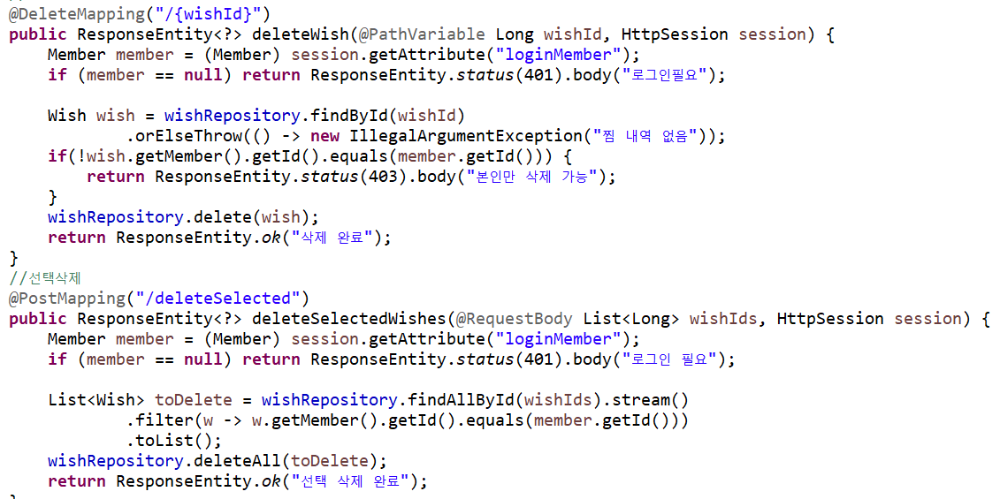 @DeleteMapping("/{wishId}")
public ResponseEntity<?> deleteWish(@PathVariable Long wishId, HttpSession session) {
    Member member = (Member) session.getAttribute("loginMember");
    if (member == null) return ResponseEntity.status(401).body("로그인필요");

    Wish wish = wishRepository.findById(wishId)
            .orElseThrow(() -> new IllegalArgumentException("찜 내역 없음"));
    if(!wish.getMember().getId().equals(member.getId())) {
        return ResponseEntity.status(403).body("본인만 삭제 가능");
    }
    wishRepository.delete(wish);
    return ResponseEntity.ok("삭제 완료");
}
//선택삭제
@PostMapping("/deleteSelected")
public ResponseEntity<?> deleteSelectedWishes(@RequestBody List<Long> wishIds, HttpSession session) {
    Member member = (Member) session.getAttribute("loginMember");
    if (member == null) return ResponseEntity.status(401).body("로그인 필요");

    List<Wish> toDelete = wishRepository.findAllById(wishIds).stream()
            .filter(w -> w.getMember().getId().equals(member.getId()))
            .toList();
    wishRepository.deleteAll(toDelete);
    return ResponseEntity.ok("선택 삭제 완료");